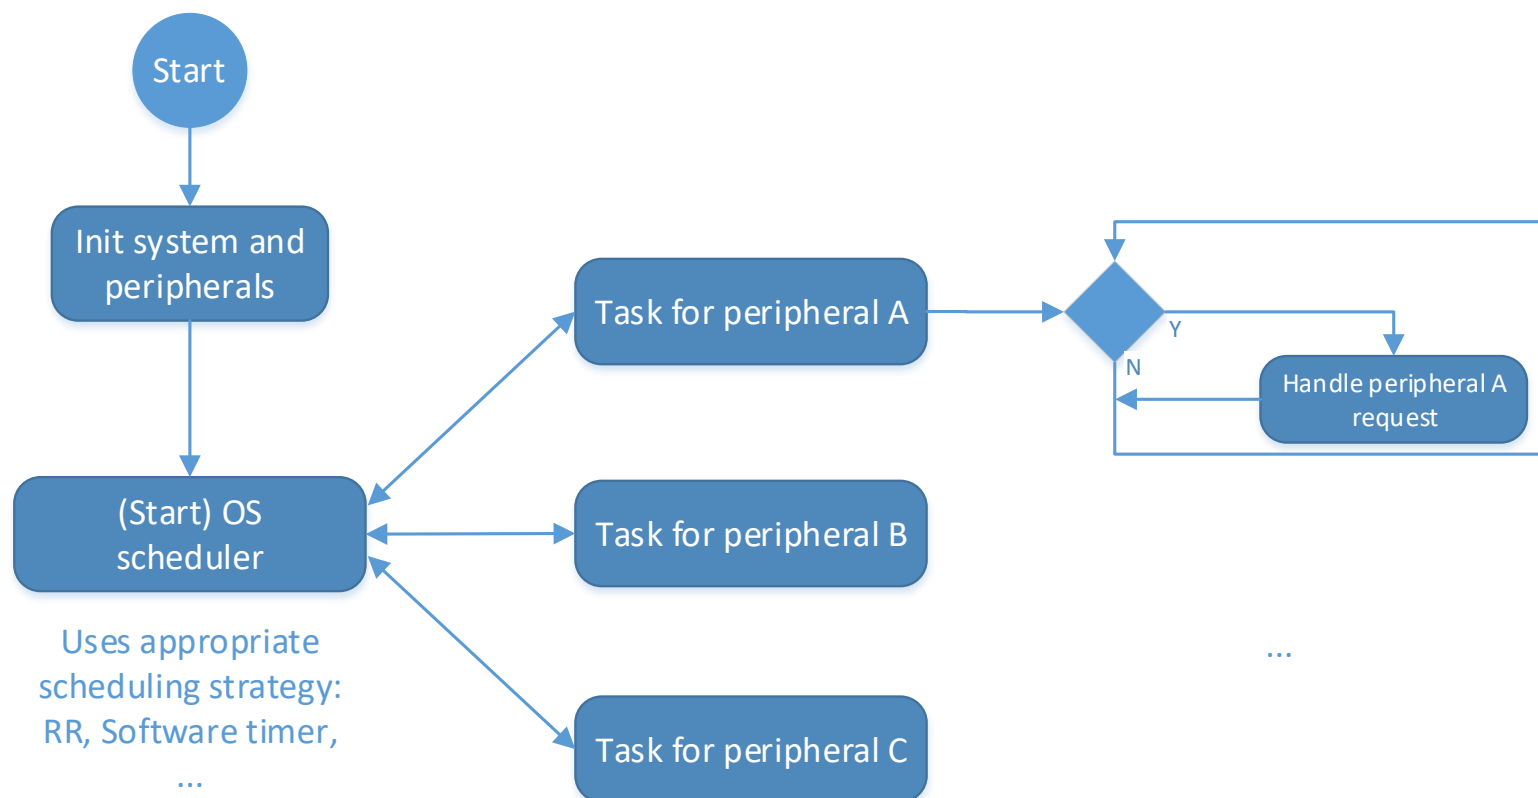 Start
Init system and
peripherals
(Start) OS
scheduler
Uses appropriate
scheduling strategy:
RR, Software timer,
...
Task for peripheral A
Task for peripheral B
Task for peripheral C
Y
N
Handle peripheral A
request
...